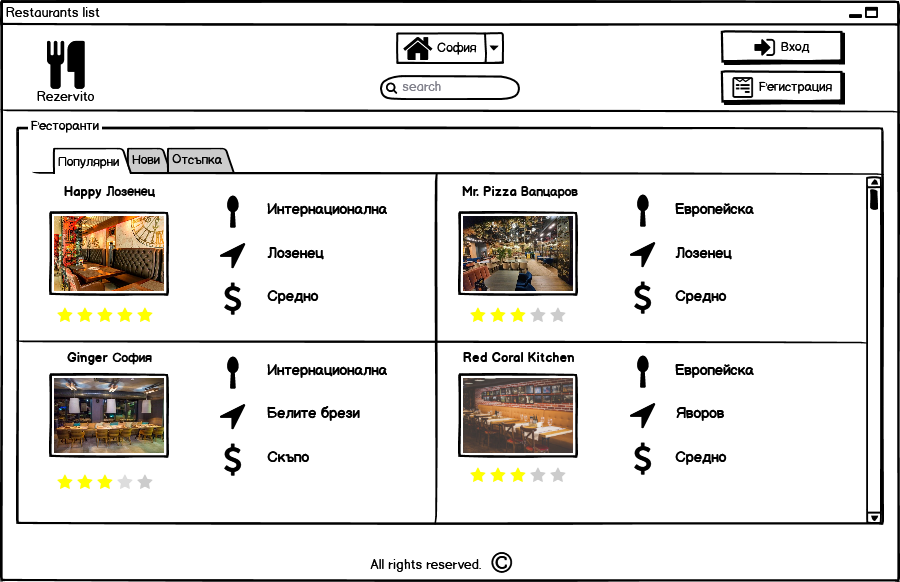 Restaurants list
Rezervito
София
search
Вход
Регистрация
Ресторанти
Популярни
Нови
Отстъпка
Happy Лозенец
Интернационална
Лозенец
$ Средно
Mr. Pizza Вапцаров
Европейска
Лозенец
$ Средно
Ginger София
Интернационална
Белите брези
$ Скъпо
Red Coral Kitchen
Европейска
Яворов
$ Средно
All rights reserved. ©